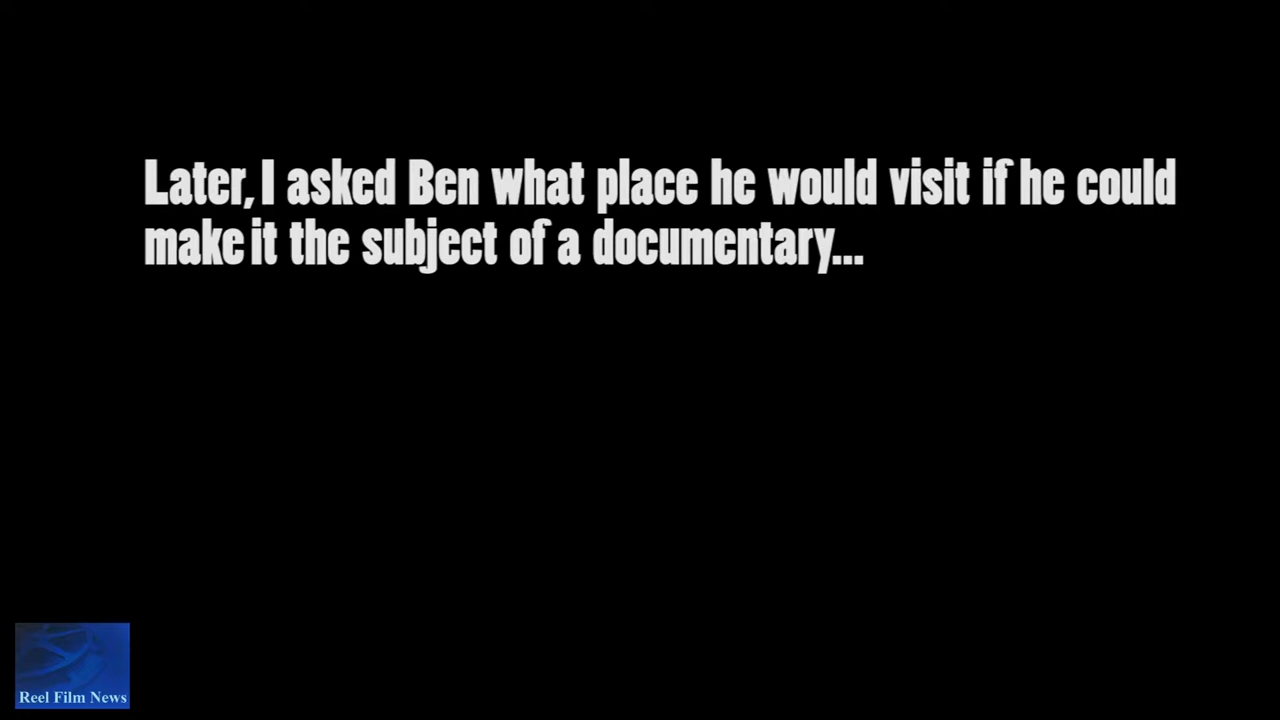 Later, I asked Ben what place he would visit if he could
make it the subject of a documentary...
Reel Film News